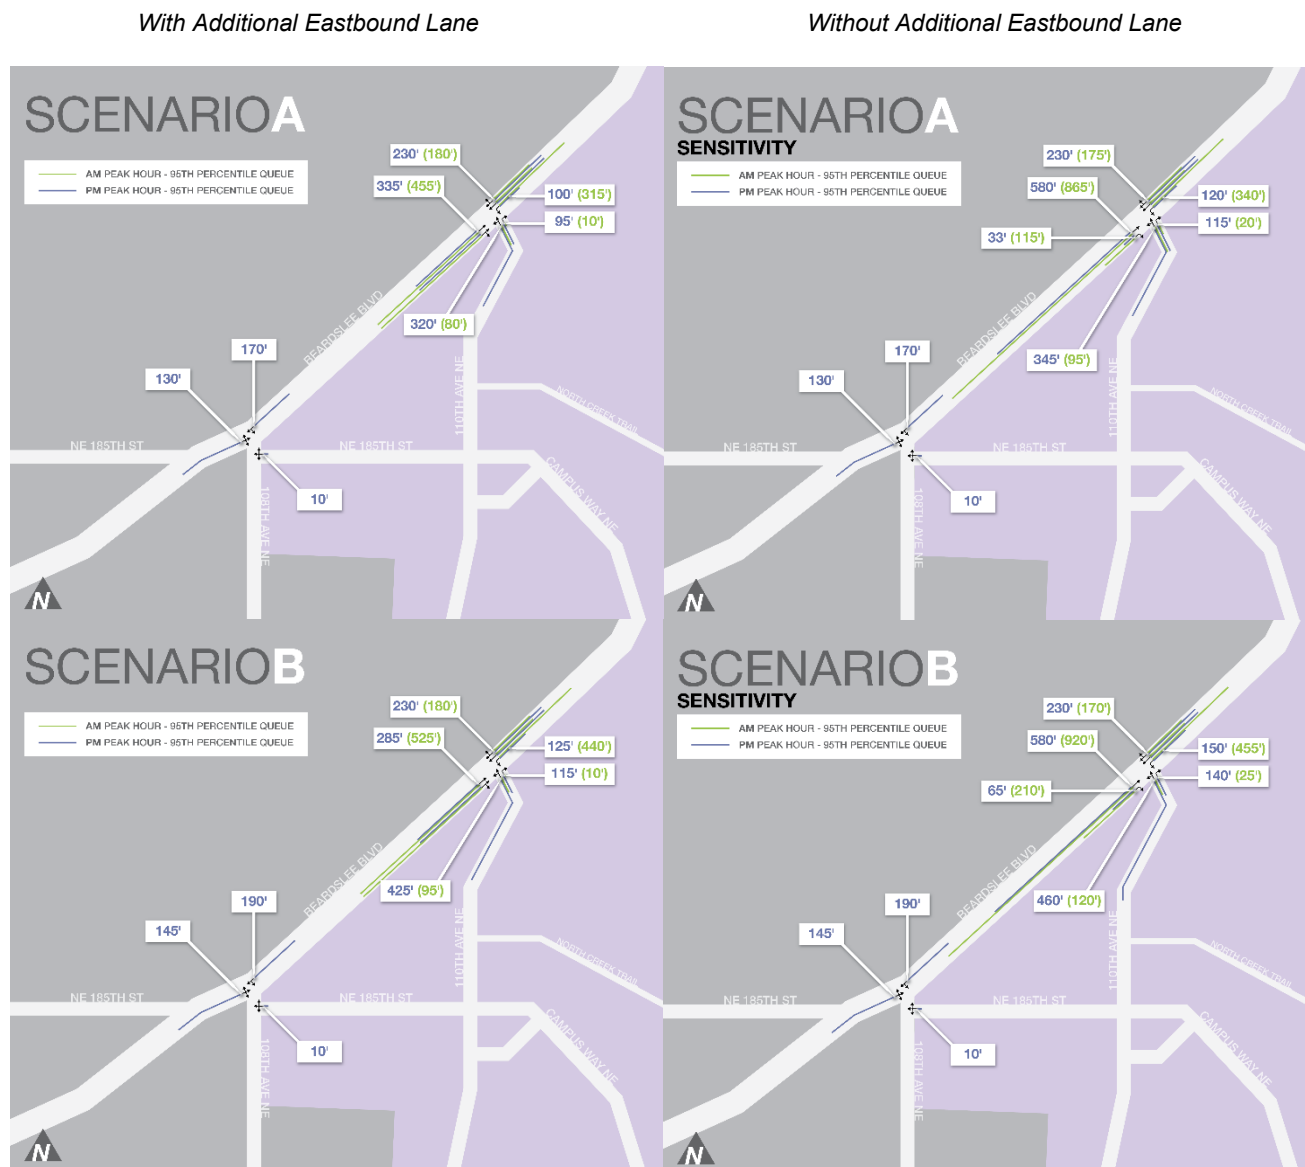 With Additional Eastbound Lane
Without Additional Eastbound Lane
SCENARIOA
AM PEAK HOUR - 95TH PERCENTILE QUEUE
PM PEAK HOUR - 95TH PERCENTILE QUEUE
230' (180')
335' (455')
100' (315')
95' (10')
320' (80')
170'
130'
10'
BEARDSLEE BLVD
NE 185TH ST
NE 185TH ST
110TH AVE NE
108TH AVE NE
NORTH CREEK TRAIL
CAMPUS WAY NE
N
SCENARIOA
SENSITIVITY
AM PEAK HOUR - 95TH PERCENTILE QUEUE
PM PEAK HOUR - 95TH PERCENTILE QUEUE
230' (175')
580' (865')
33' (115')
120' (340')
115' (20')
345' (95')
170'
130'
10'
BEARDSLEE BLVD
NE 185TH ST
NE 185TH ST
110TH AVE NE
108TH AVE NE
NORTH CREEK TRAIL
CAMPUS WAY NE
N
SCENARIOB
AM PEAK HOUR - 95TH PERCENTILE QUEUE
PM PEAK HOUR - 95TH PERCENTILE QUEUE
230' (180')
285' (525')
125' (440')
115' (10')
425' (95')
190'
145'
10'
BEARDSLEE BLVD
NE 185TH ST
NE 185TH ST
110TH AVE NE
108TH AVE NE
NORTH CREEK TRAIL
CAMPUS WAY NE
N
SCENARIOB
SENSITIVITY
AM PEAK HOUR - 95TH PERCENTILE QUEUE
PM PEAK HOUR - 95TH PERCENTILE QUEUE
230' (170')
580' (920')
65' (210')
150' (455')
140' (25')
460' (120')
190'
145'
10'
BEARDSLEE BLVD
NE 185TH ST
NE 185TH ST
110TH AVE NE
108TH AVE NE
NORTH CREEK TRAIL
CAMPUS WAY NE
N